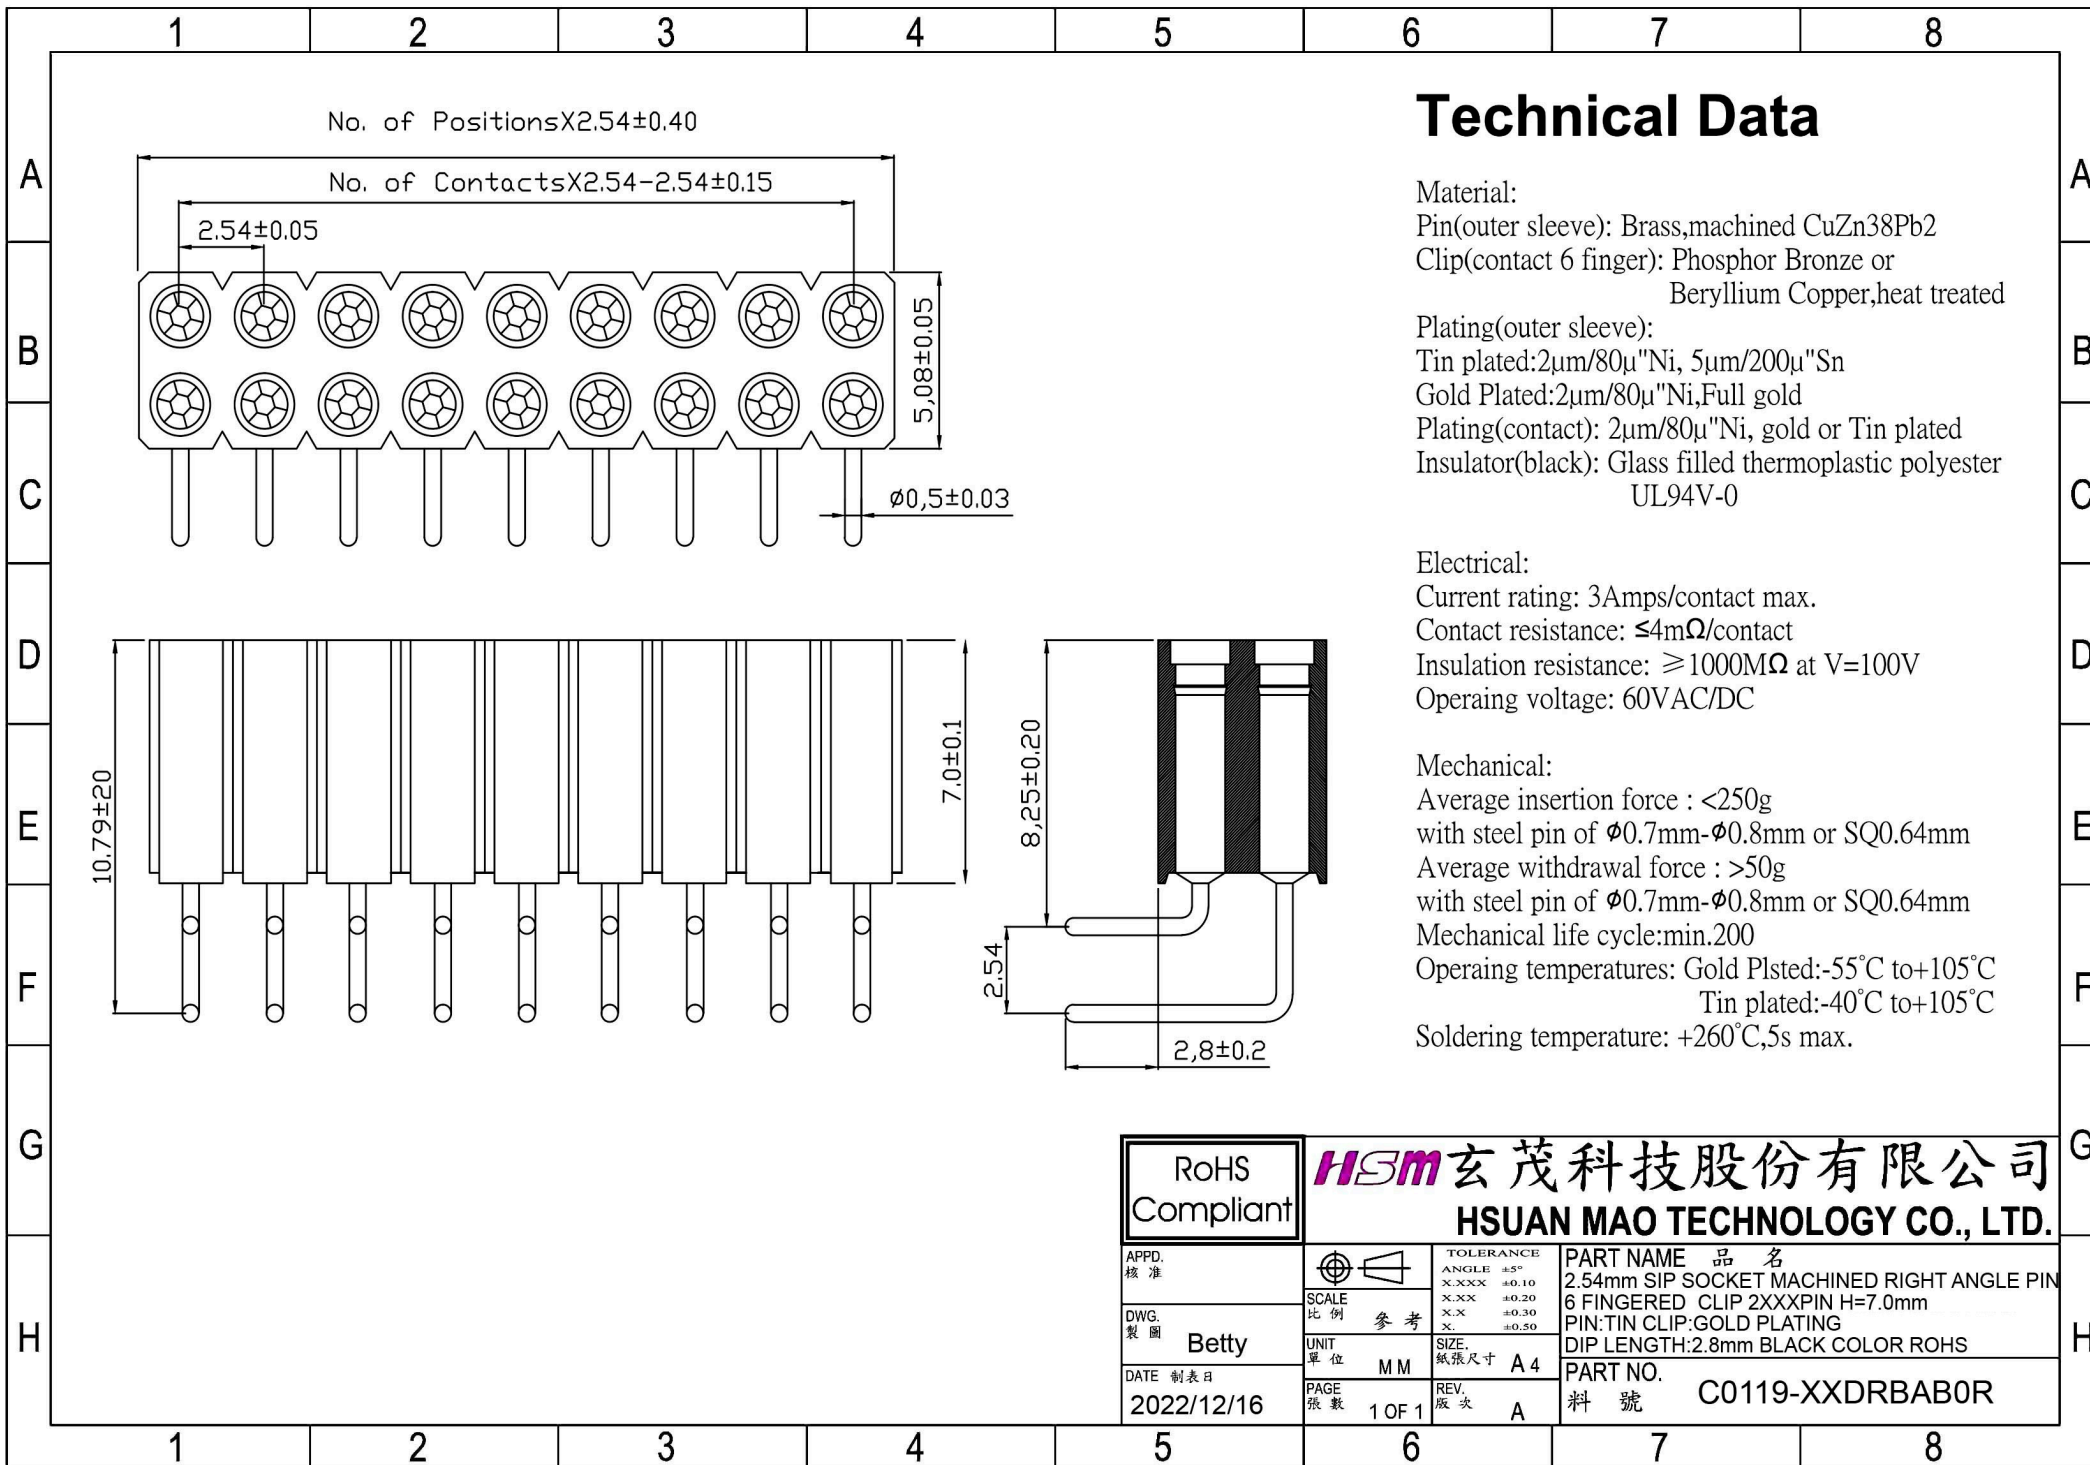 1 2 3 4 5 6 7 8
A
B
C
D
E
F
G
H
A
B
C
D
E
F
G
H
No. of PositionsX2.54±0.40
No. of ContactsX2.54-2.54±0.15
2.54±0.05
5,08±0.05
ø0,5±0.03
10.79±20
7.0±0.1
8,25±0.20
2.54
2,8±0.2
Technical Data
Material:
Pin(outer sleeve): Brass,machined CuZn38Pb2
Clip(contact 6 finger): Phosphor Bronze or
Beryllium Copper,heat treated
Plating(outer sleeve):
Tin plated:2μm/80μ"Ni, 5μm/200μ"Sn
Gold Plated:2μm/80μ"Ni,Full gold
Plating(contact): 2μm/80μ"Ni, gold or Tin plated
Insulator(black): Glass filled thermoplastic polyester
UL94V-0
Electrical:
Current rating: 3Amps/contact max.
Contact resistance: ≤4mΩ/contact
Insulation resistance: ≥1000MΩ at V=100V
Operaing voltage: 60VAC/DC
Mechanical:
Average insertion force : <250g
with steel pin of Φ0.7mm-Φ0.8mm or SQ0.64mm
Average withdrawal force : >50g
with steel pin of Φ0.7mm-Φ0.8mm or SQ0.64mm
Mechanical life cycle:min.200
Operaing temperatures: Gold Plsted:-55°C to+105°C
Tin plated:-40°C to+105°C
Soldering temperature: +260°C,5s max.
RoHS
Compliant
HSM 玄茂科技股份有限公司
HSUAN MAO TECHNOLOGY CO., LTD.
APPD.
核 准
DWG.
製 圖 Betty
DATE 制表日
2022/12/16
SCALE
比 例 參 考
UNIT
單 位 MM
PAGE
張 數 1 OF 1
TOLERANCE
ANGLE ±5°
X.XXX ±0.10
X.XX ±0.20
X.X ±0.30
X. ±0.50
SIZE.
紙張尺寸 A4
REV.
版 次 A
PART NAME 品 名
2.54mm SIP SOCKET MACHINED RIGHT ANGLE PIN
6 FINGERED CLIP 2XXXPIN H=7.0mm
PIN:TIN CLIP:GOLD PLATING
DIP LENGTH:2.8mm BLACK COLOR ROHS
PART NO.
料 號 C0119-XXDRBAB0R
1 2 3 4 5 6 7 8